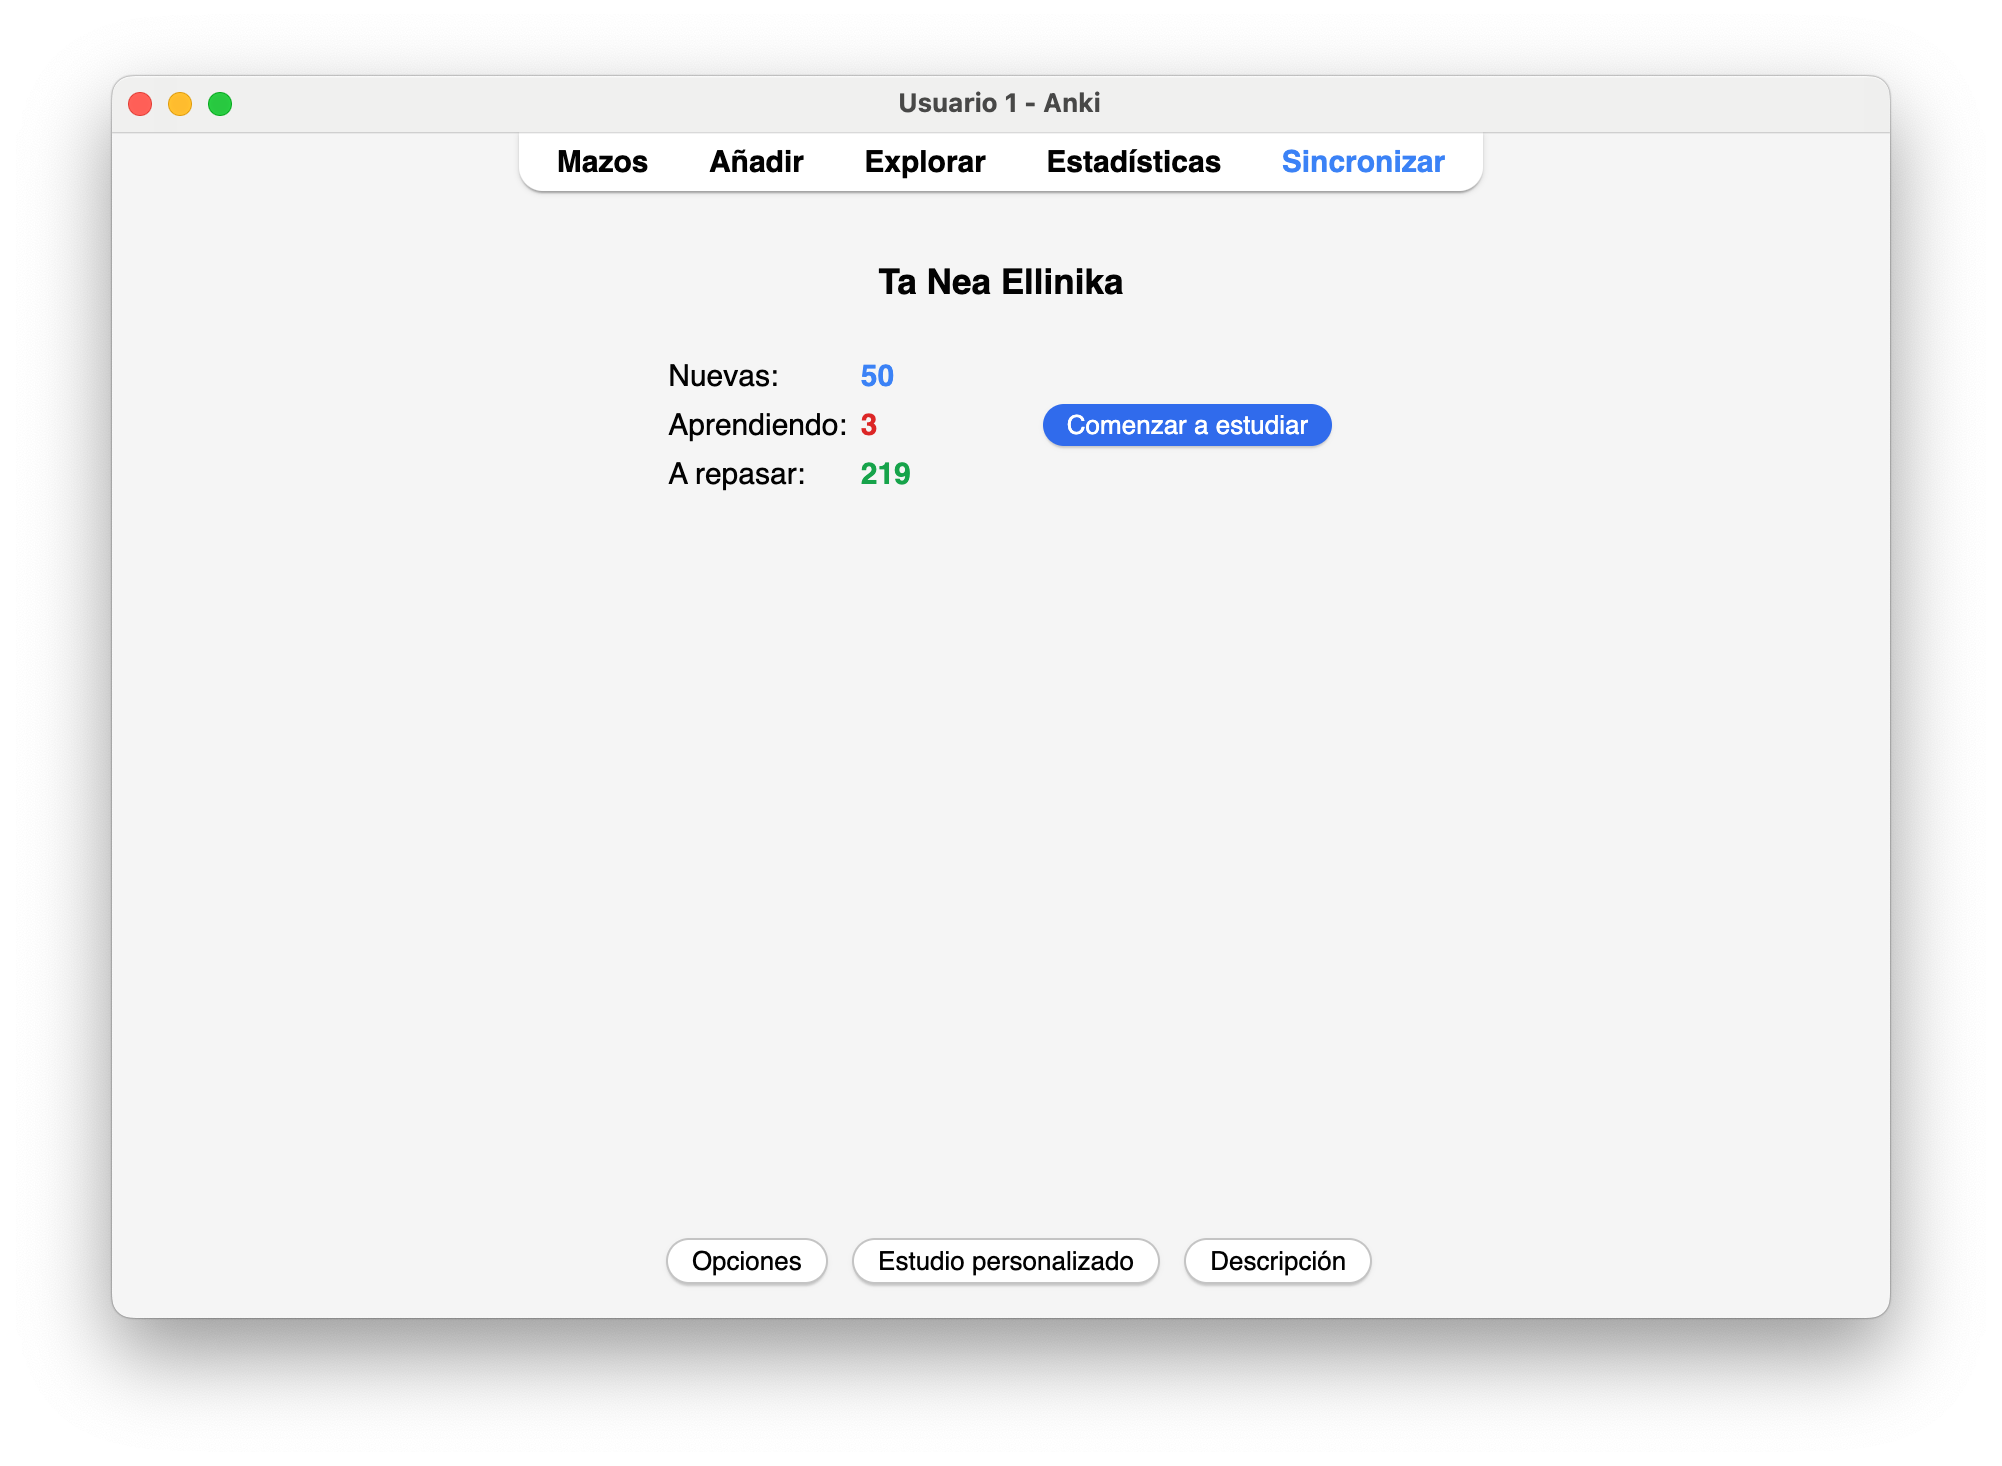 Usuario 1 - Anki
Mazos Añadir Explorar Estadísticas Sincronizar
Ta Nea Ellinika
Nuevas: 50
Aprendiendo: 3
Comenzar a estudiar
A repasar: 219
Opciones Estudio personalizado Descripción